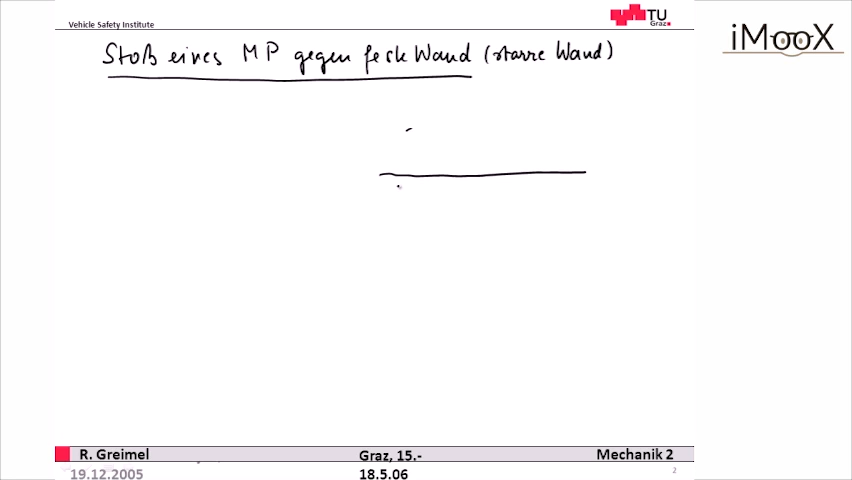 Vehicle Safety Institute
TU
Graz
iMooX
Stoß eines MP gegen feste Wand (starre Wand)
R. Greimel
Graz, 15.-
Mechanik 2
19.12.2005
18.5.06
2